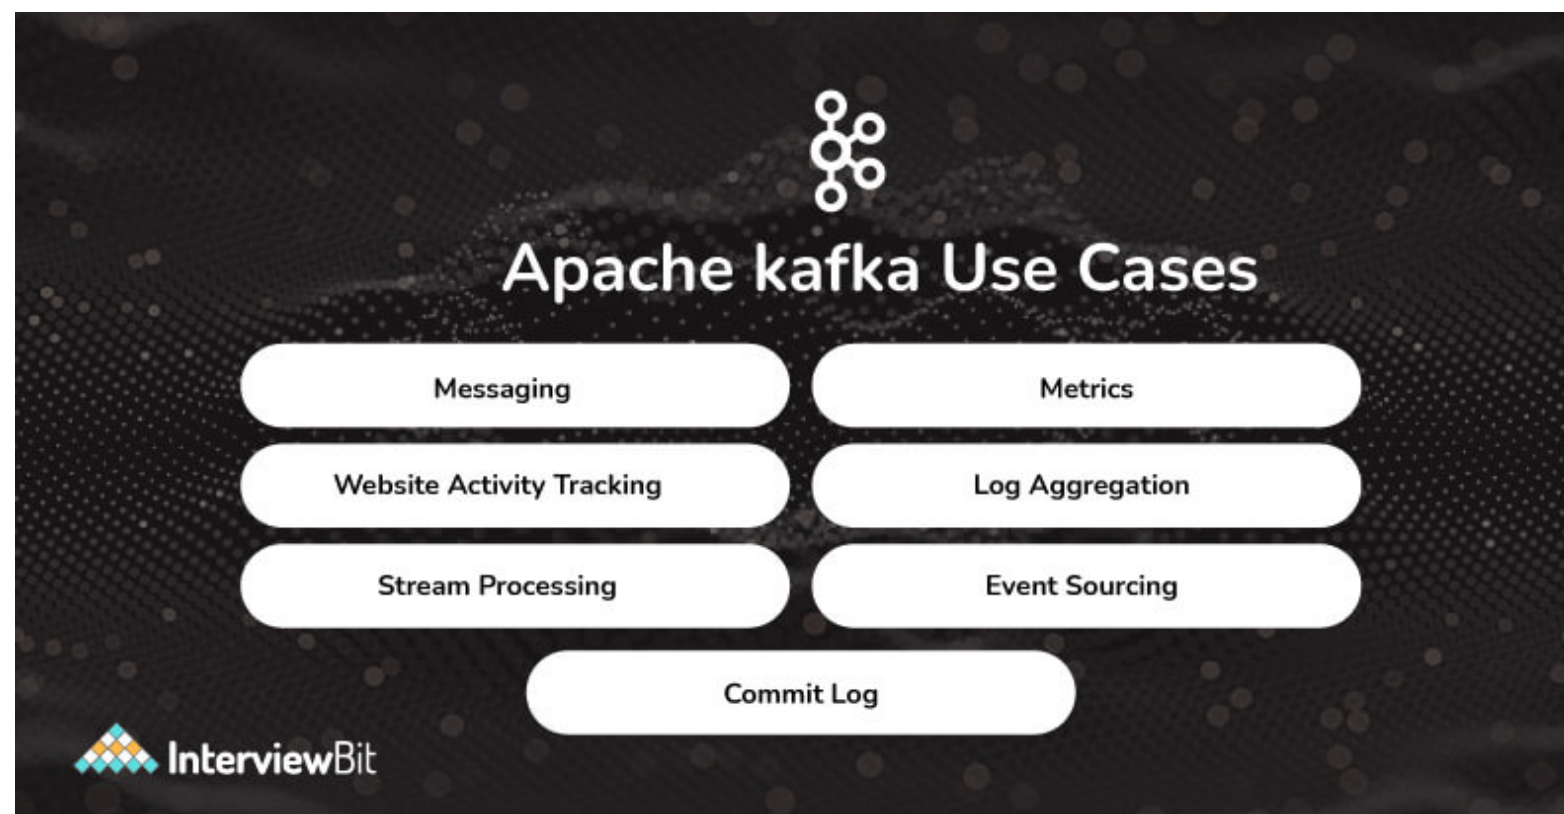 Apache kafka Use Cases
Messaging
Metrics
Website Activity Tracking
Log Aggregation
Stream Processing
Event Sourcing
Commit Log
InterviewBit